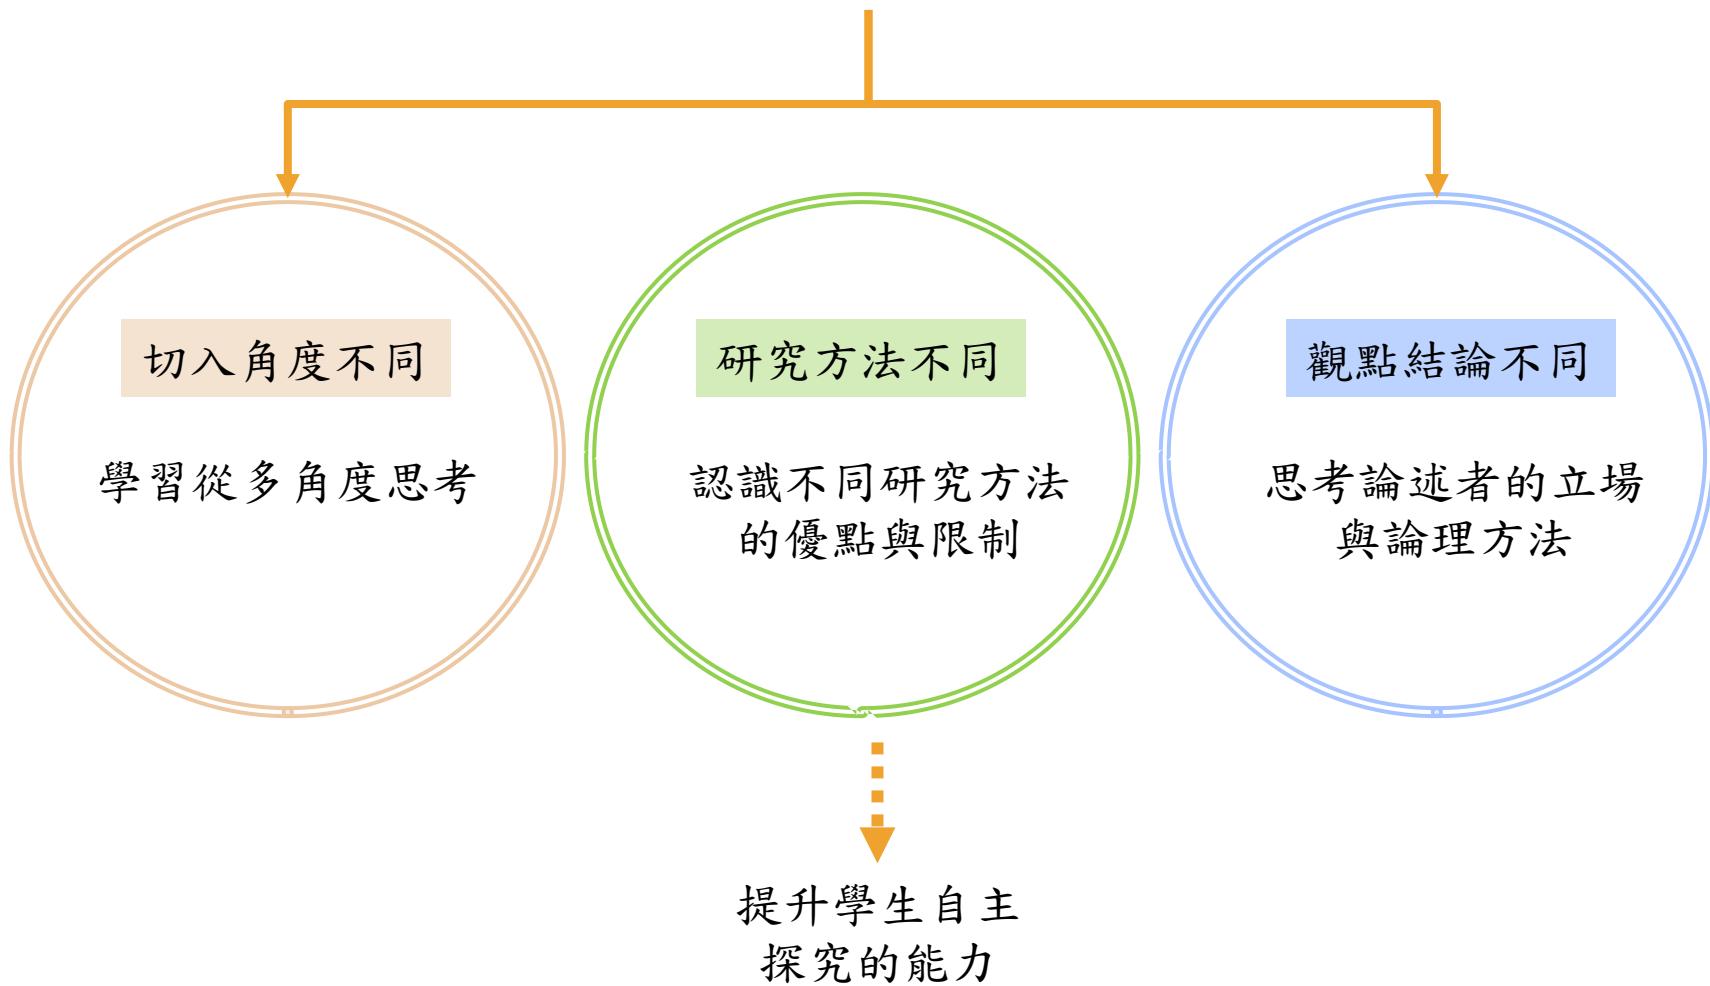 切入角度不同
學習從多角度思考
研究方法不同
認識不同研究方法
的優點與限制
觀點結論不同
思考論述者的立場
與論理方法
提升學生自主
探究的能力